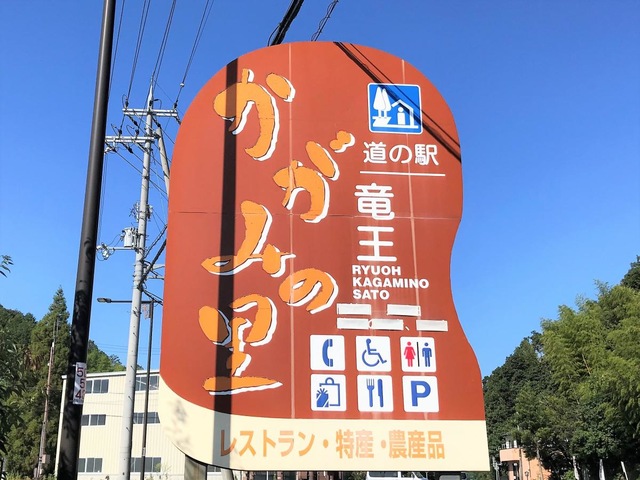 かがみの里
道の駅
竜王
RYUOH
KAGAMINO
SATO
P
レストラン・特産・農産品
554